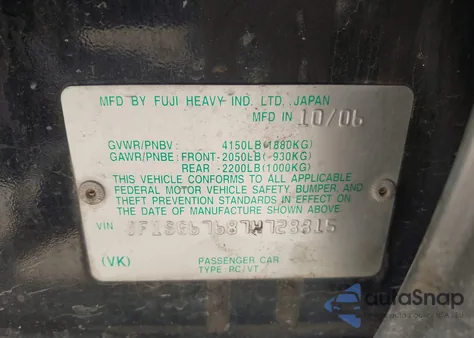 MFD BY FUJI HEAVY IND. LTD. JAPAN
MFD IN 10/06
GVWR/PNBV : 4150LB(1880KG)
GAWR/PNBE : FRONT-2050LB(-930KG)
REAR -2200LB(1000KG)
THIS VEHICLE CONFORMS TO ALL APPLICABLE
FEDERAL MOTOR VEHICLE SAFETY, BUMPER, AND
THEFT PREVENTION STANDARDS IN EFFECT ON
THE DATE OF MANUFACTURE SHOWN ABOVE.
VIN
(VK)
PASSENGER CAR
TYPE: RC/VT
autoSnap